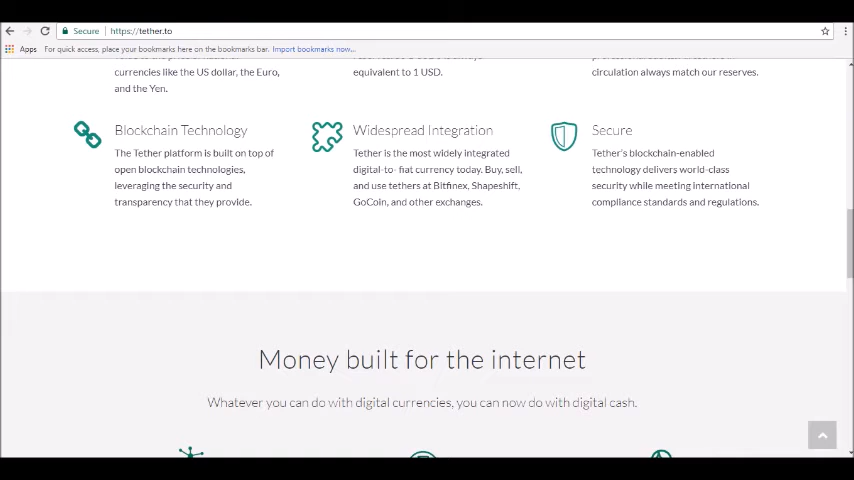 Secure https://tether.to
Apps For quick access, place your bookmarks here on the bookmarks bar. Import bookmarks now...
currencies like the US dollar, the Euro,
and the Yen.
equivalent to 1 USD.
circulation always match our reserves.
Blockchain Technology
The Tether platform is built on top of
open blockchain technologies,
leveraging the security and
transparency that they provide.
Widespread Integration
Tether is the most widely integrated
digital-to- fiat currency today. Buy, sell,
and use tethers at Bitfinex, Shapeshift,
GoCoin, and other exchanges.
Secure
Tether's blockchain-enabled
technology delivers world-class
security while meeting international
compliance standards and regulations.
Money built for the internet
Whatever you can do with digital currencies, you can now do with digital cash.